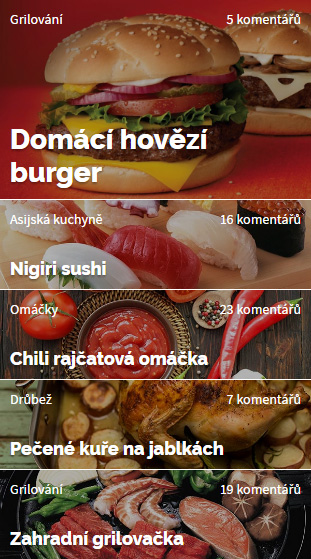 Grilování 5 komentářů
Domácí hovězí
burger
Asijská kuchyně 16 komentářů
Nigiri sushi
Omáčky 23 komentářů
Chili rajčatová omáčka
Drůbež 7 komentářů
Pečené kuře na jablkách
Grilování 19 komentářů
Zahradní grilovačka